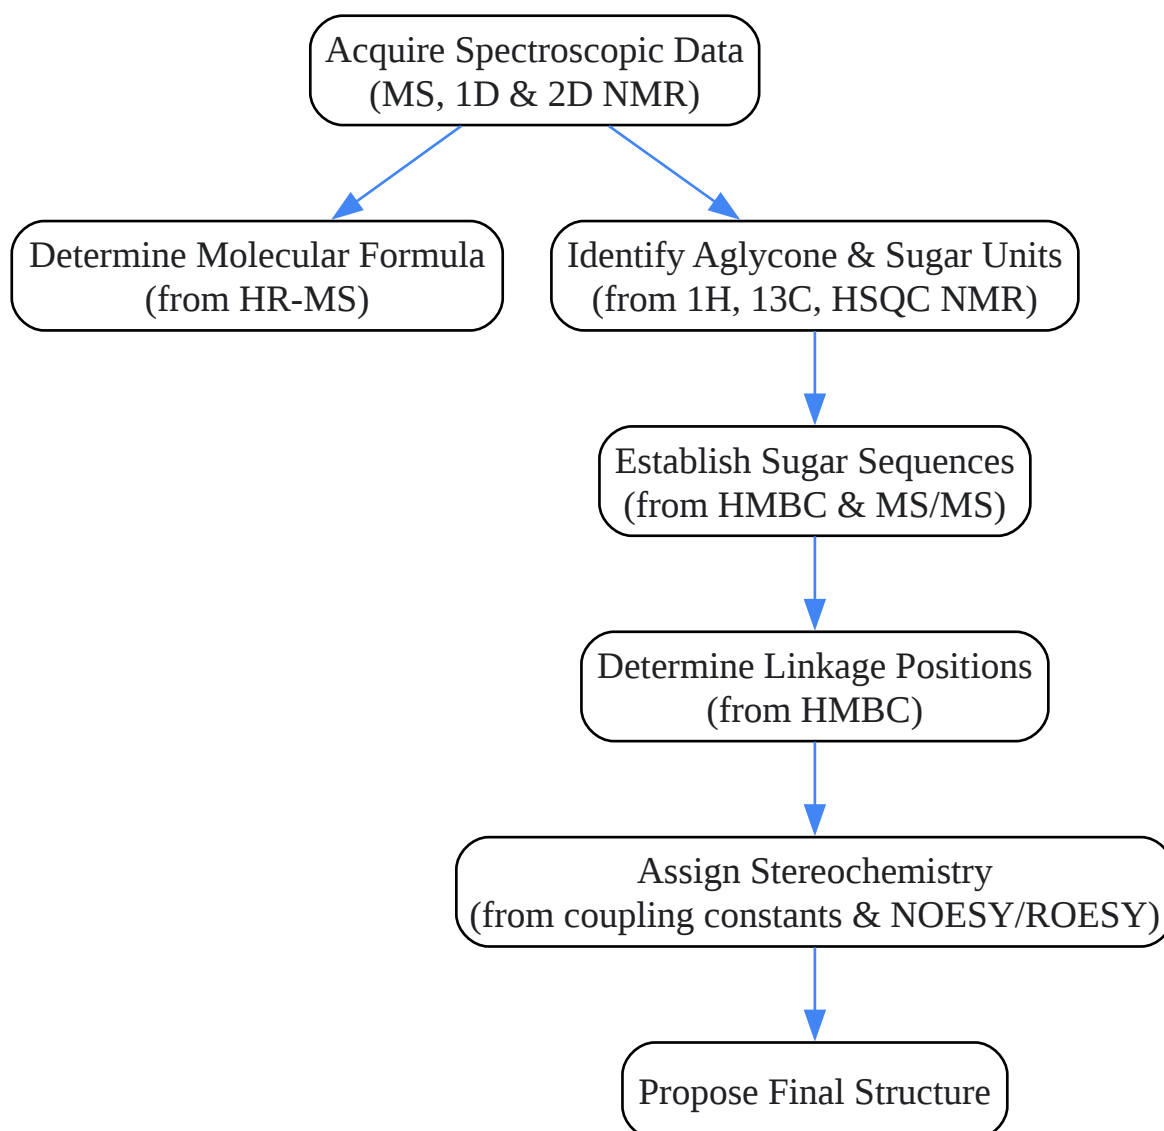 Acquire Spectroscopic Data
(MS, 1D & 2D NMR)
Determine Molecular Formula
(from HR-MS)
Identify Aglycone & Sugar Units
(from 1H, 13C, HSQC NMR)
Establish Sugar Sequences
(from HMBC & MS/MS)
Determine Linkage Positions
(from HMBC)
Assign Stereochemistry
(from coupling constants & NOESY/ROESY)
Propose Final Structure